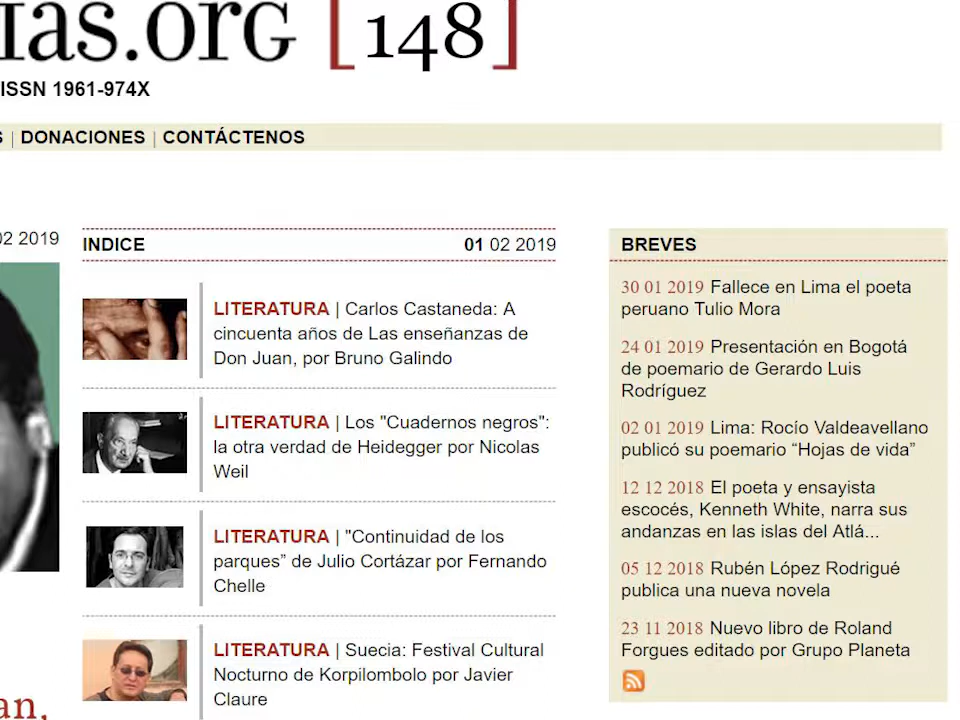 ias.orG [148]
ISSN 1961-974X
S | DONACIONES | CONTÁCTENOS
02 2019
INDICE 01 02 2019
LITERATURA | Carlos Castaneda: A
cincuenta años de Las enseñanzas de
Don Juan, por Bruno Galindo
LITERATURA | Los "Cuadernos negros":
la otra verdad de Heidegger por Nicolas
Weil
LITERATURA | "Continuidad de los
parques” de Julio Cortázar por Fernando
Chelle
LITERATURA | Suecia: Festival Cultural
Nocturno de Korpilombolo por Javier
Claure
an,
BREVES
30 01 2019 Fallece en Lima el poeta
peruano Tulio Mora
24 01 2019 Presentación en Bogotá
de poemario de Gerardo Luis
Rodríguez
02 01 2019 Lima: Rocío Valdeavellano
publicó su poemario “Hojas de vida”
12 12 2018 El poeta y ensayista
escocés, Kenneth White, narra sus
andanzas en las islas del Atlá...
05 12 2018 Rubén López Rodrigué
publica una nueva novela
23 11 2018 Nuevo libro de Roland
Forgues editado por Grupo Planeta